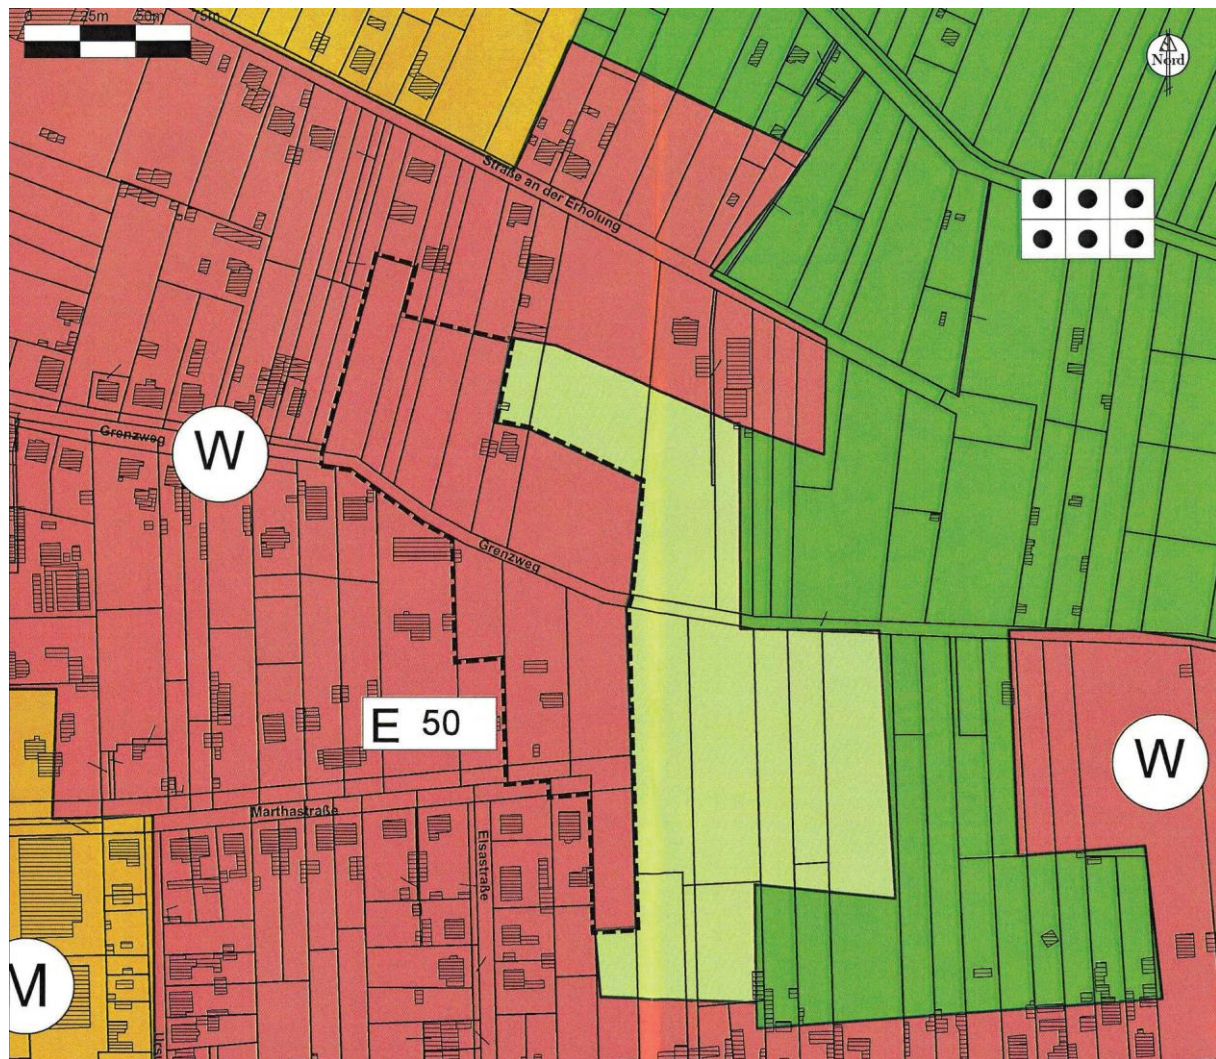 0 25m 50m 75m
Nord
Straße an der Erholung
Grenzweg
W
Grenzweg
E 50
W
Marthastraße
Elsastraße
M